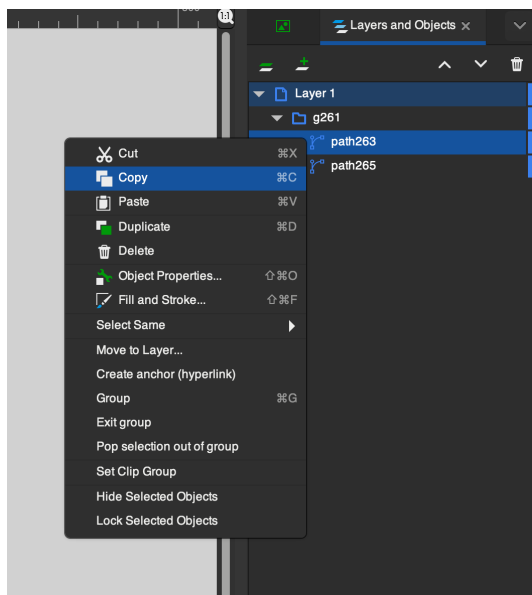 1:1
Layers and Objects
Layer 1
g261
path263
path265
Cut ⌘X
Copy ⌘C
Paste ⌘V
Duplicate ⌘D
Delete
Object Properties... ⇧⌘O
Fill and Stroke... ⇧⌘F
Select Same
Move to Layer...
Create anchor (hyperlink)
Group ⌘G
Exit group
Pop selection out of group
Set Clip Group
Hide Selected Objects
Lock Selected Objects